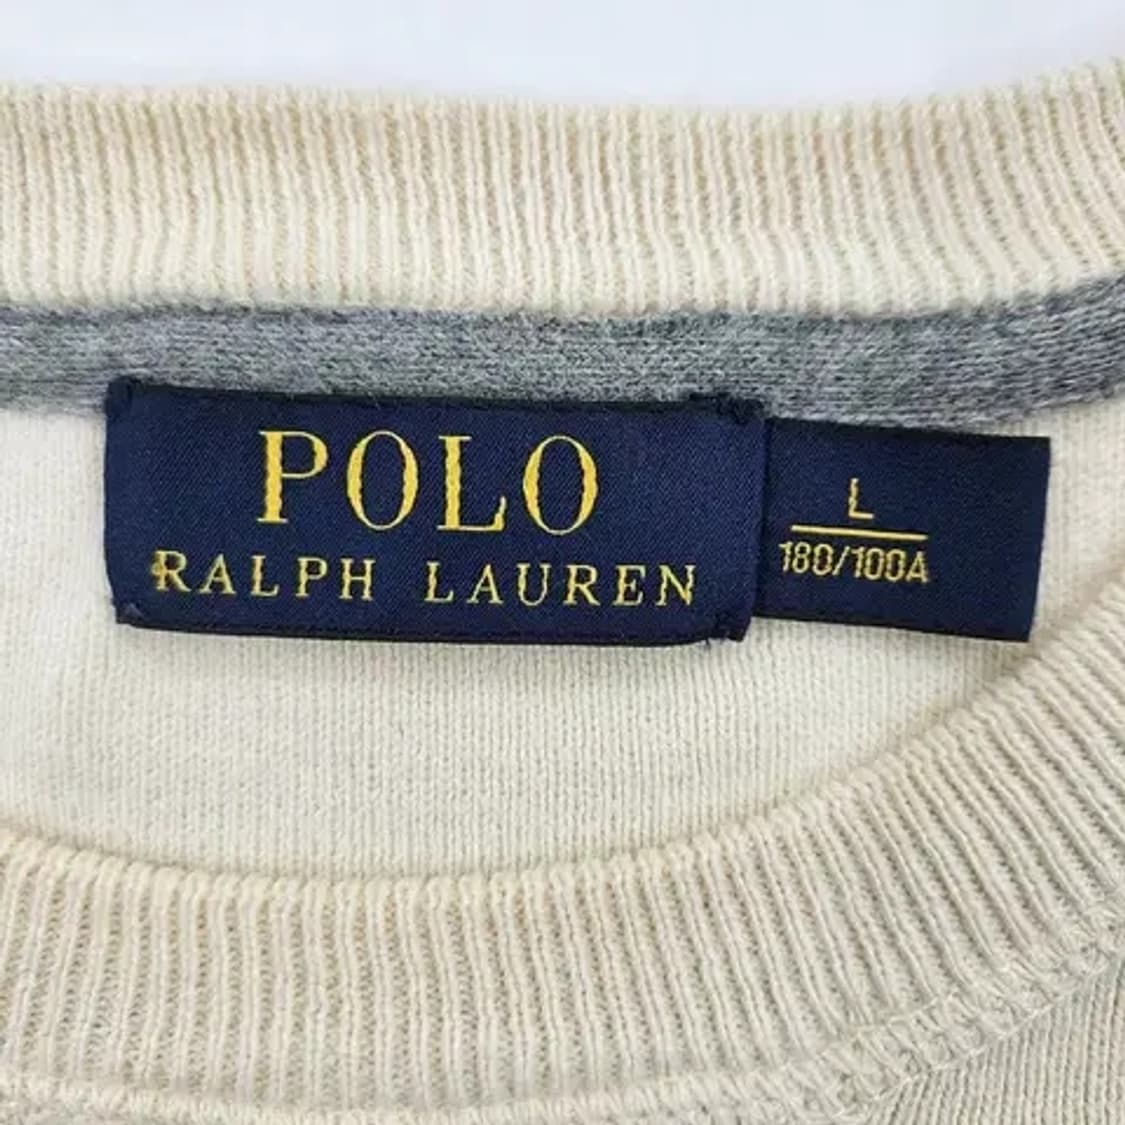 POLO
RALPH LAUREN
L
180/100A